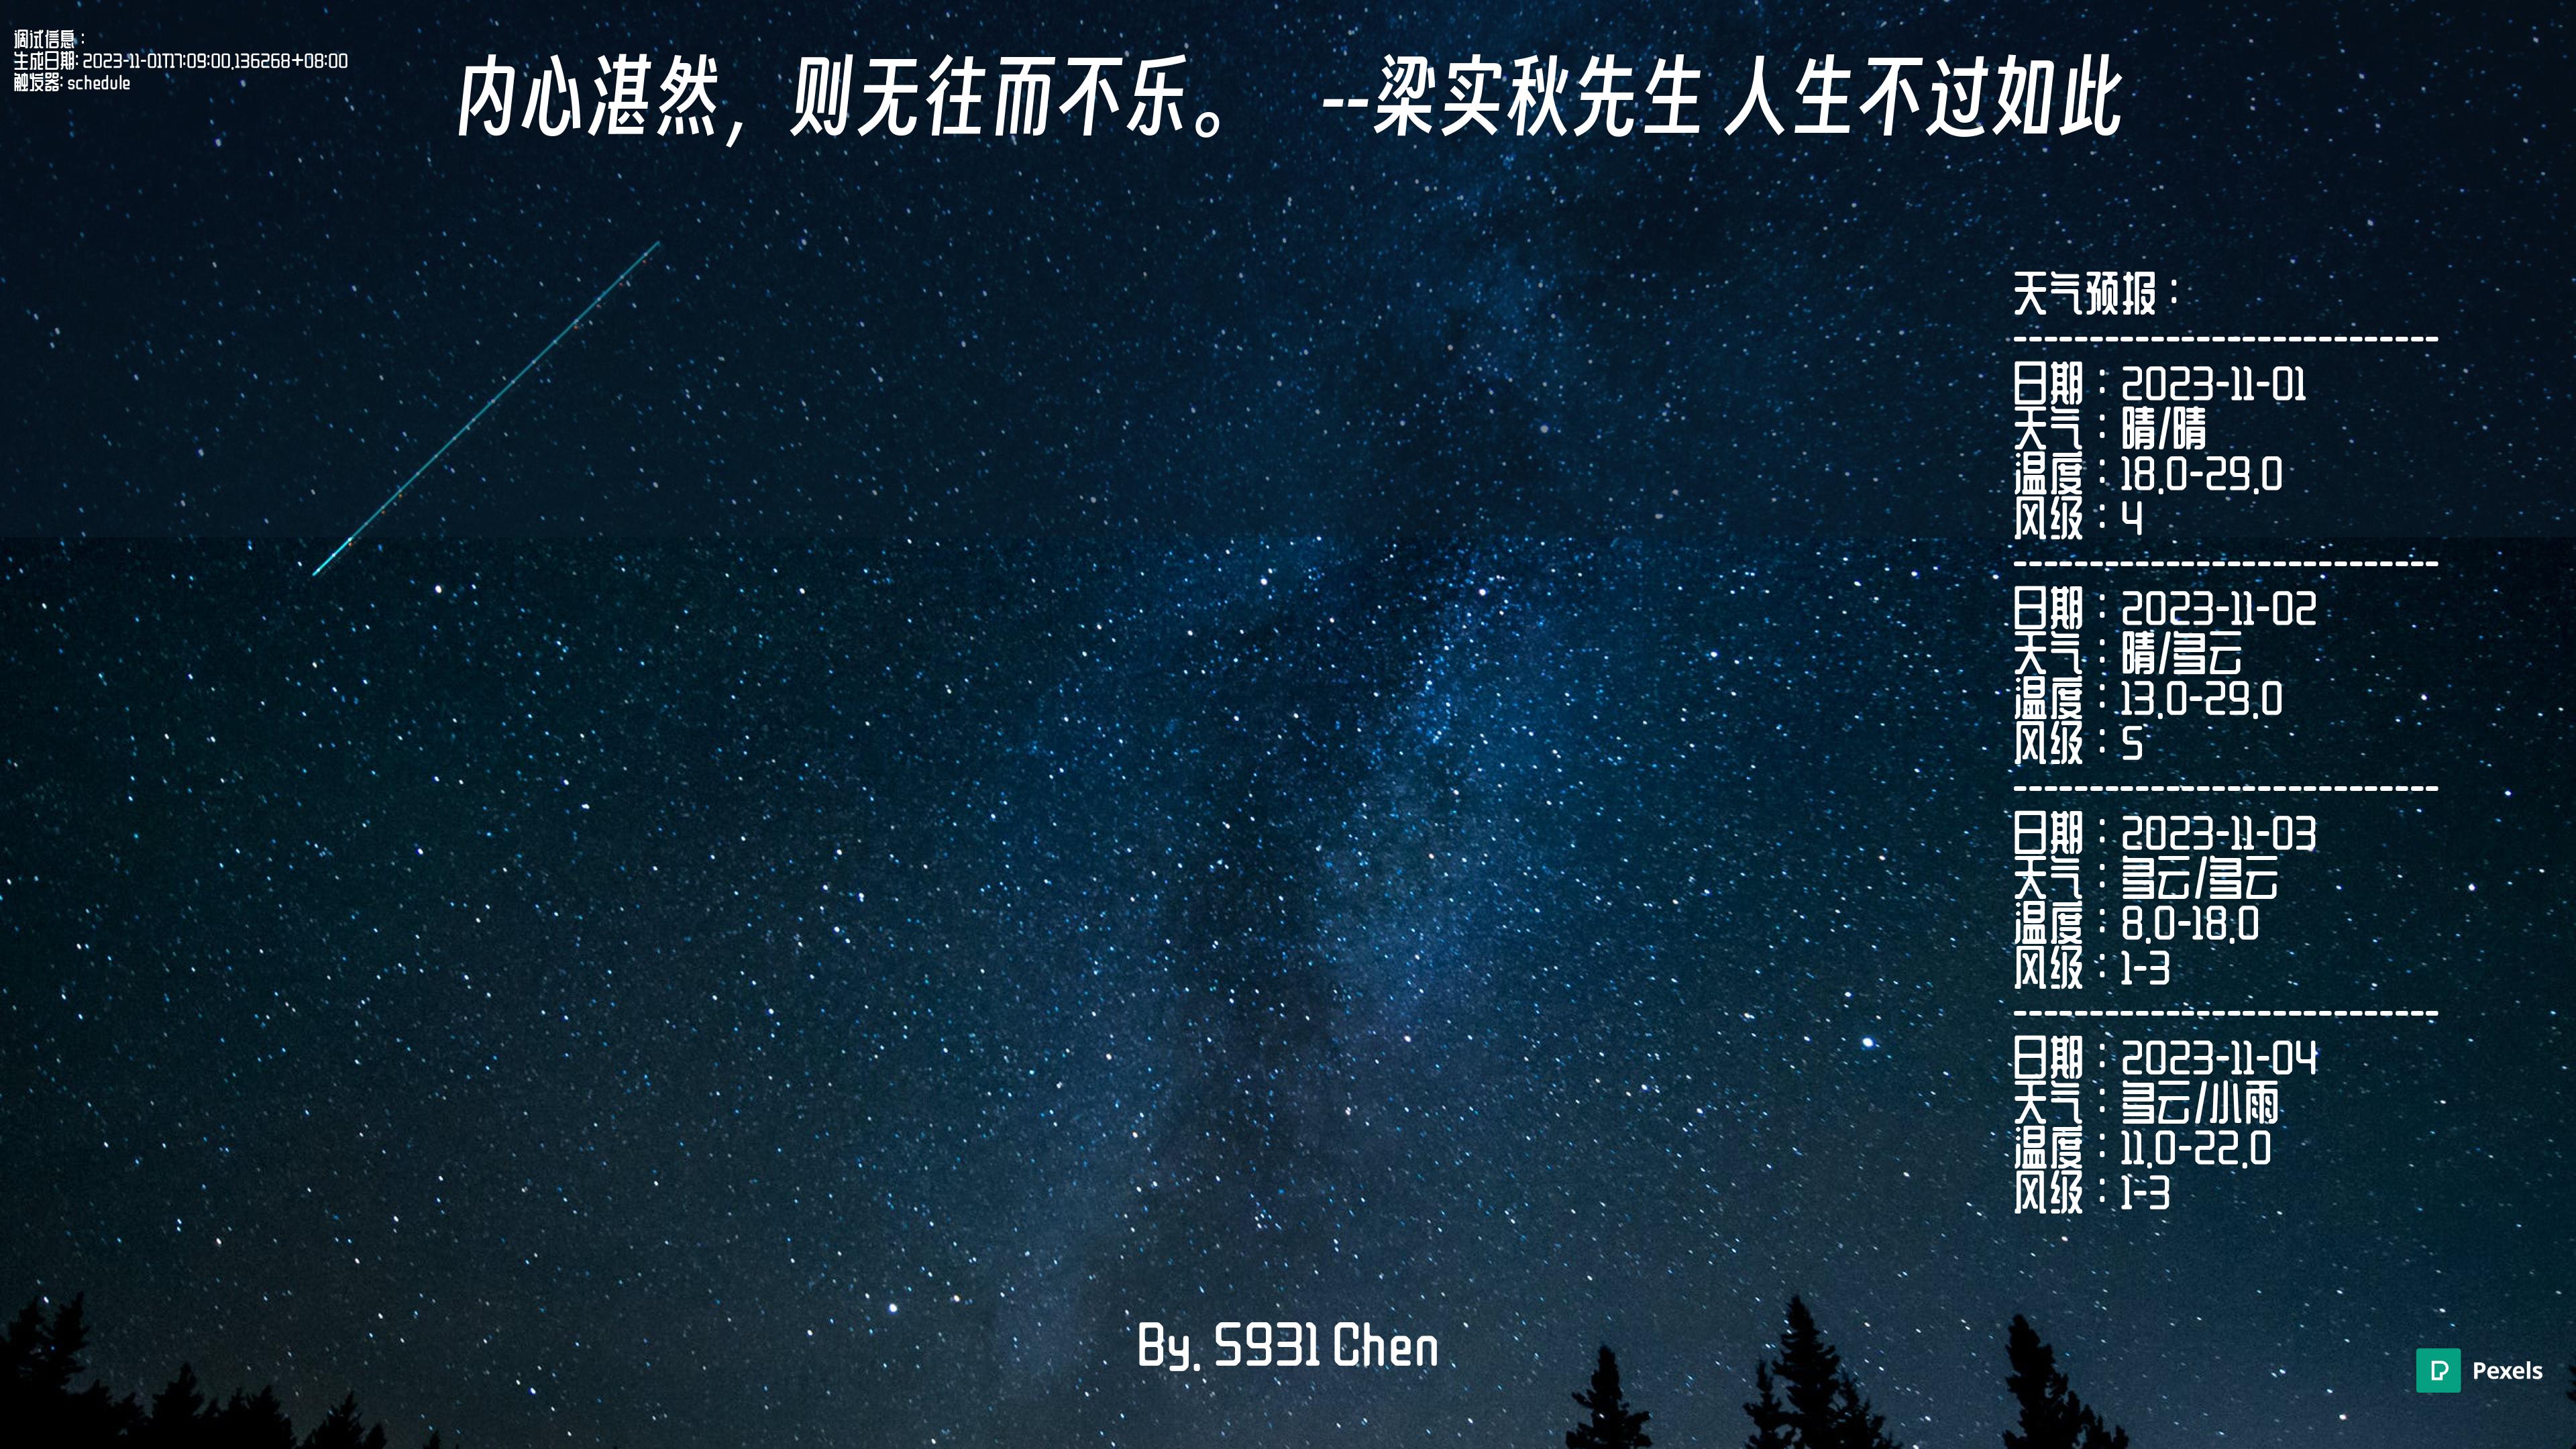 调试信息：
生成日期: 2023-11-01T17:09:00.136268+08:00
触发器: schedule
内心湛然，则无往而不乐。 --梁实秋先生 人生不过如此
天气预报：
----------------------------
日期：2023-11-01
天气：晴/晴
温度：18.0-29.0
风级：4
----------------------------
日期：2023-11-02
天气：晴/多云
温度：13.0-29.0
风级：5
----------------------------
日期：2023-11-03
天气：多云/多云
温度：8.0-18.0
风级：1-3
----------------------------
日期：2023-11-04
天气：多云/小雨
温度：11.0-22.0
风级：1-3
By. 5931 Chen
Pexels